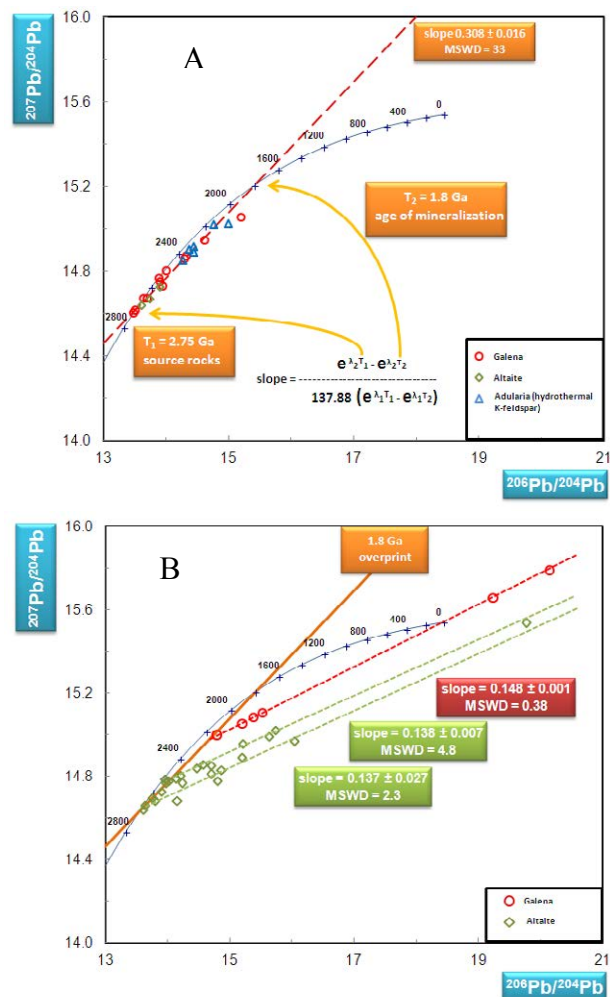 16.0
A
slope 0.308 ± 0.016
MSWD = 33
207Pb/204Pb
15.6
15.2
14.8
14.4
14.0
0
400
800
1200
1600
2000
2400
2800
T2 = 1.8 Ga
age of mineralization
T1 = 2.75 Ga
source rocks
slope = e^λ2T1 - e^λ2T2
137.88 (e^λ1T1 - e^λ1T2)
Galena
Altaite
Adularia (hydrothermal
K-feldspar)
13 15 17 19 21
206Pb/204Pb
16.0
B
1.8 Ga
overprint
207Pb/204Pb
15.6
15.2
14.8
14.4
14.0
0
400
800
1200
1600
2000
2400
2800
slope = 0.148 ± 0.001
MSWD = 0.38
slope = 0.138 ± 0.007
MSWD = 4.8
slope = 0.137 ± 0.027
MSWD = 2.3
Galena
Altaite
13 15 17 19 21
206Pb/204Pb